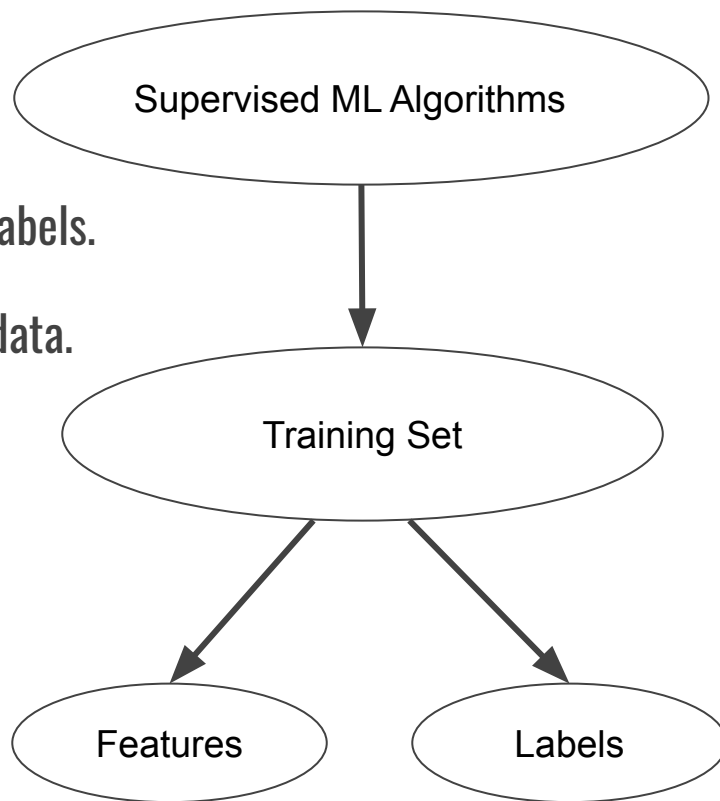 Supervised ML Algorithms
abels.
data.
Training Set
Features
Labels